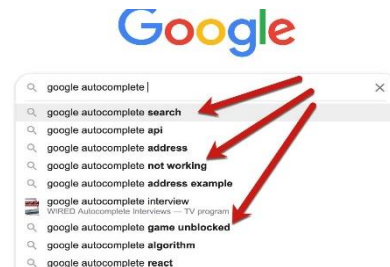 Google
google autocomplete
google autocomplete search
google autocomplete api
google autocomplete address
google autocomplete not working
google autocomplete address example
google autocomplete interview
WIRED Autocomplete Interviews — TV program
google autocomplete game unblocked
google autocomplete algorithm
google autocomplete react